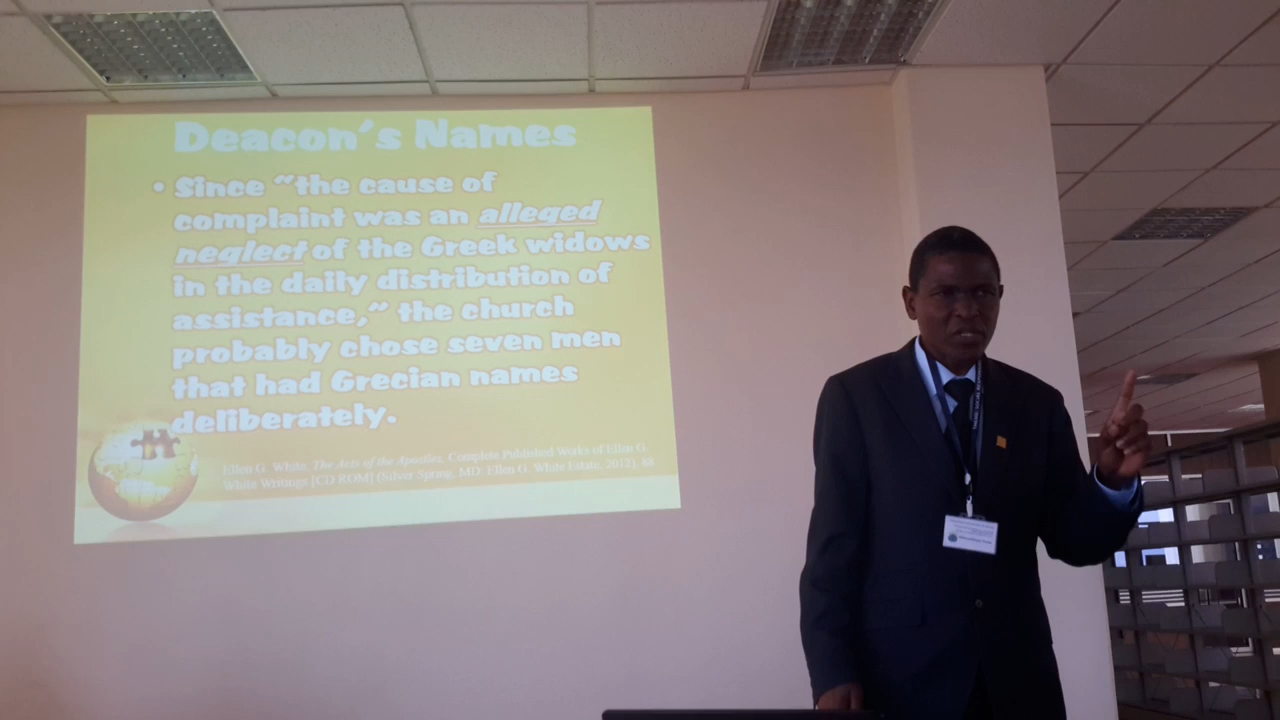 Deacon's Names
• Since "the cause of
complaint was an alleged
neglect of the Greek widows
in the daily distribution of
assistance," the church
probably chose seven men
that had Grecian names
deliberately.
Ellen G. White, The Acts of the Apostles, Complete Published Works of Ellen G.
White Writings [CD ROM] (Silver Spring, MD: Ellen G. White Estate, 2012), 88